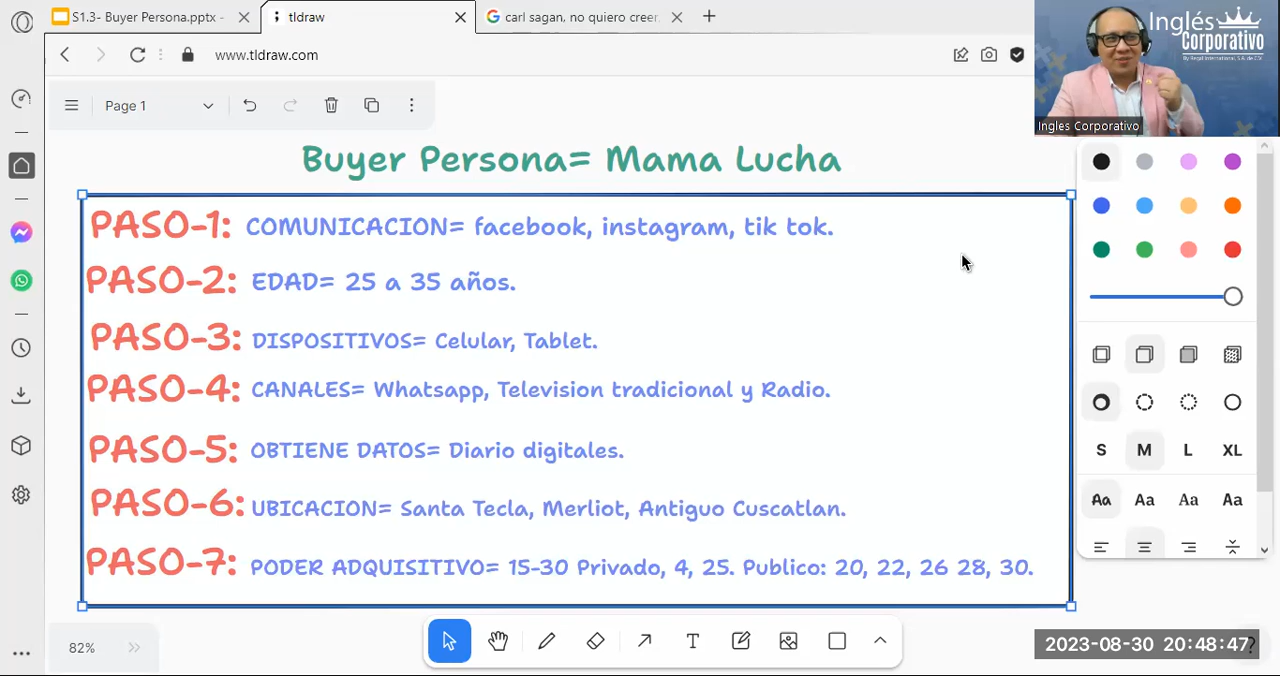 S1.3- Buyer Persona.pptx -
tldraw
carl sagan, no quiero creer
www.tldraw.com
Page 1
Inglés
Corporativo
By Regal International, S.A. de C.V.
Ingles Corporativo
Buyer Persona= Mama Lucha
PASO-1: COMUNICACION= facebook, instagram, tik tok.
PASO-2: EDAD= 25 a 35 años.
PASO-3: DISPOSITIVOS= Celular, Tablet.
PASO-4: CANALES= Whatsapp, Television tradicional y Radio.
PASO-5: OBTIENE DATOS= Diario digitales.
PASO-6: UBICACION= Santa Tecla, Merliot, Antiguo Cuscatlan.
PASO-7: PODER ADQUISITIVO= 15-30 Privado, 4, 25. Publico: 20, 22, 26 28, 30.
S M L XL
Aa Aa Aa Aa
82%
T
2023-08-30 20:48:47
?